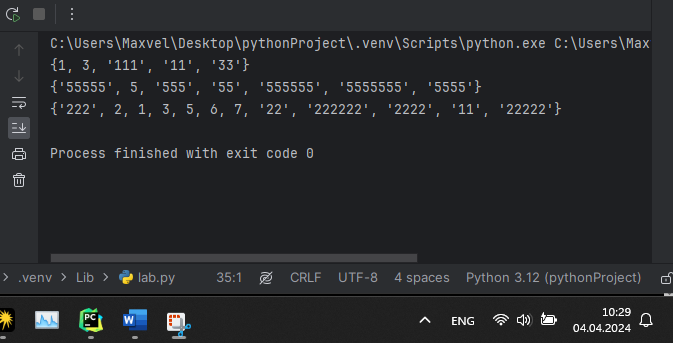 C:\Users\Maxvel\Desktop\pythonProject\.venv\Scripts\python.exe C:\Users\Max
{1, 3, '111', '11', '33'}
{'55555', 5, '555', '55', '555555', '5555555', '5555'}
{'222', 2, 1, 3, 5, 6, 7, '22', '222222', '2222', '11', '22222'}
Process finished with exit code 0
.venv > Lib > lab.py 35:1 CRLF UTF-8 4 spaces Python 3.12 (pythonProject)
PC W ENG 10:29
04.04.2024